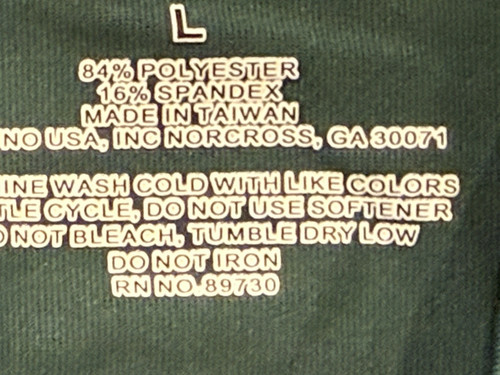 L
84% POLYESTER
16% SPANDEX
MADE IN TAIWAN
NO USA, INC NORCROSS, GA 30071
INE WASH COLD WITH LIKE COLORS
TLE CYCLE, DO NOT USE SOFTENER
O NOT BLEACH, TUMBLE DRY LOW
DO NOT IRON
RN NO. 89730